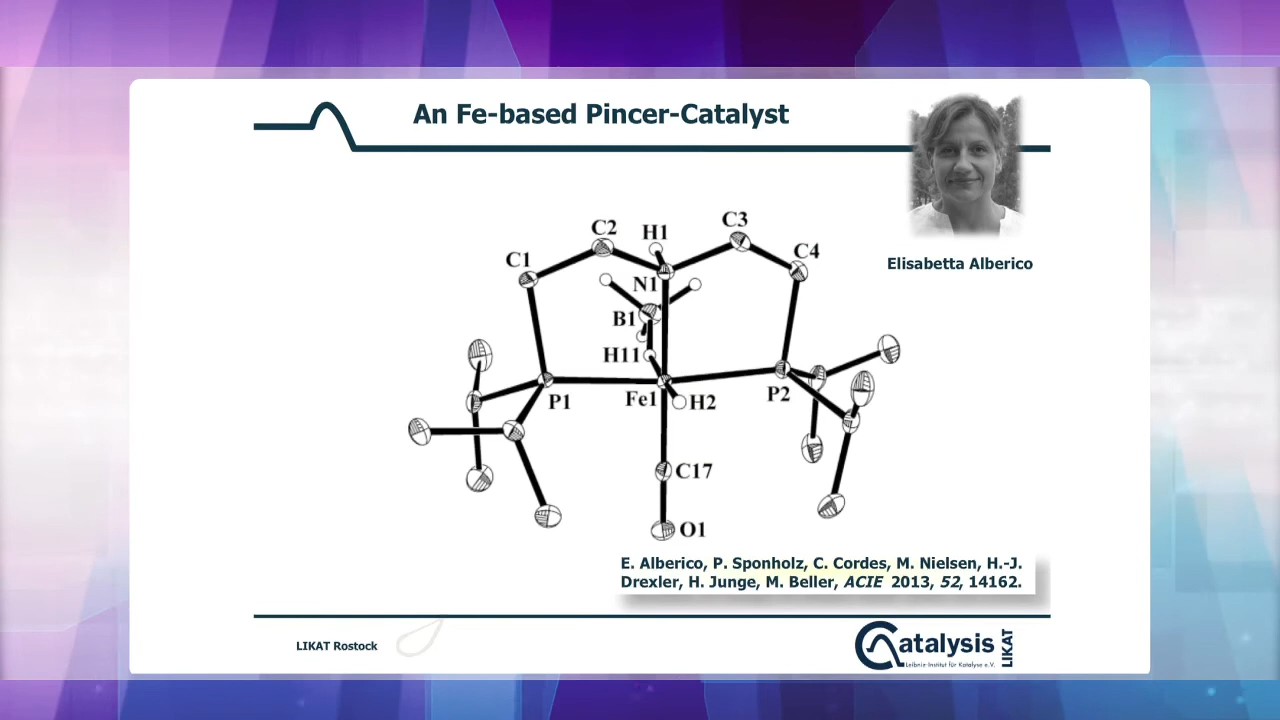 An Fe-based Pincer-Catalyst
Elisabetta Alberico
C3
C2
H1
C4
C1
N1
B1
H11
P1
Fe1
H2
P2
C17
O1
E. Alberico, P. Sponholz, C. Cordes, M. Nielsen, H.-J.
Drexler, H. Junge, M. Beller, ACIE 2013, 52, 14162.
LIKAT Rostock
Catalysis
LIKAT
Leibniz-Institut für Katalyse e.V.